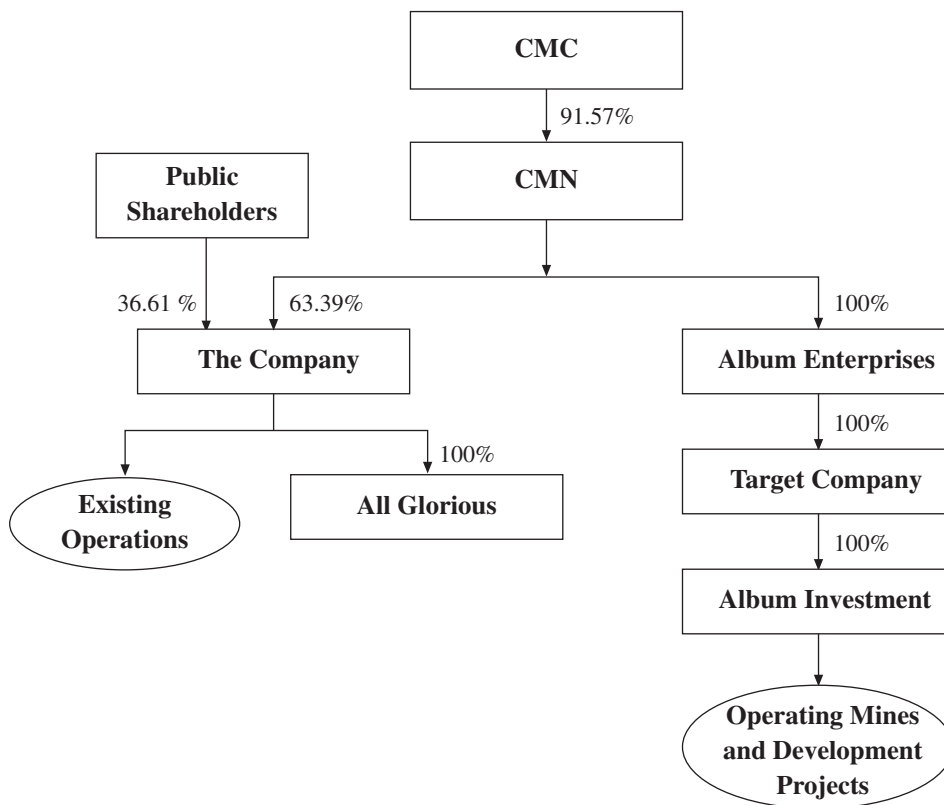 CMC
91.57%
CMN
Public
Shareholders
36.61 %
63.39%
100%
The Company
Album Enterprises
100%
100%
Existing
Operations
All Glorious
Target Company
100%
Album Investment
Operating Mines
and Development
Projects